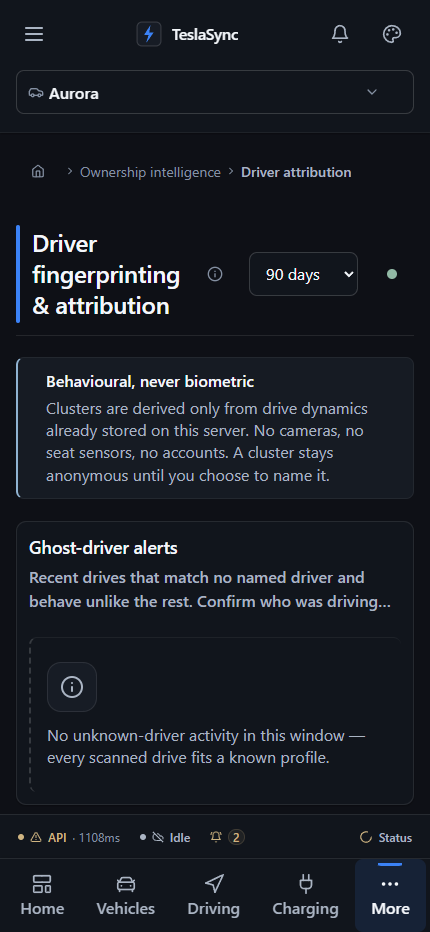 TeslaSync
Aurora
Ownership intelligence > Driver attribution
Driver
fingerprinting
& attribution
90 days
Behavioural, never biometric
Clusters are derived only from drive dynamics
already stored on this server. No cameras, no
seat sensors, no accounts. A cluster stays
anonymous until you choose to name it.
Ghost-driver alerts
Recent drives that match no named driver and
behave unlike the rest. Confirm who was driving...
No unknown-driver activity in this window —
every scanned drive fits a known profile.
API · 1108ms Idle 2 Status
Home Vehicles Driving Charging More